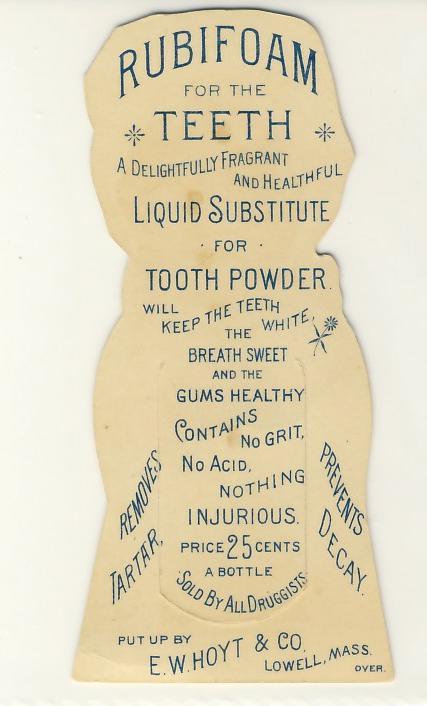 RUBIFOAM
FOR THE
TEETH
A DELIGHTFULLY FRAGRANT
AND HEALTHFUL
LIQUID SUBSTITUTE
· FOR ·
TOOTH POWDER.
WILL
KEEP THE TEETH
WHITE,
THE
BREATH SWEET
AND THE
GUMS HEALTHY
CONTAINS
NO GRIT,
NO ACID,
NOTHING
INJURIOUS.
PRICE 25 CENTS
A BOTTLE
SOLD BY ALL DRUGGISTS.
REMOVES
TARTAR,
PREVENTS
DECAY.
PUT UP BY
E.W. HOYT & CO.
LOWELL, MASS.
OVER.